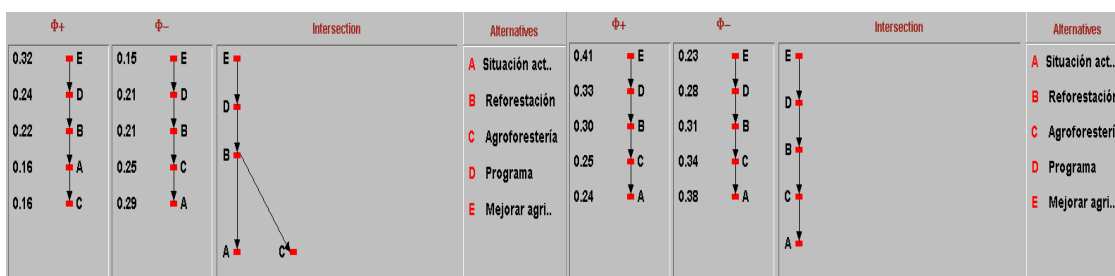 Φ+ Φ− Intersection Alternatives
0.32 E 0.15 E E
A Situación act..
0.24 D 0.21 D D
B Reforestación
0.22 B 0.21 B B
C Agroforestería
0.16 A 0.25 C
D Programa
0.16 C 0.29 A
E Mejorar agri..
A C
Φ+ Φ− Intersection Alternatives
0.41 E 0.23 E E
A Situación act..
0.33 D 0.28 D D
B Reforestación
0.30 B 0.31 B B
C Agroforesterí
0.25 C 0.34 C
D Programa
0.24 A 0.38 A C
E Mejorar agri..
A